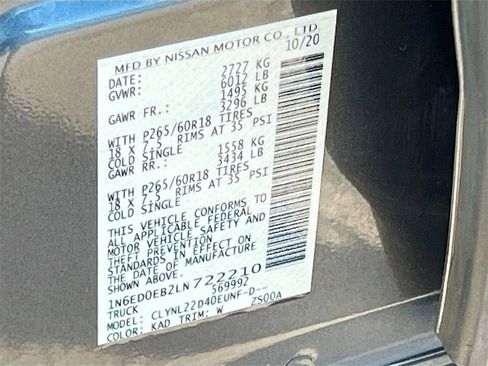 MFD BY NISSAN MOTOR CO., LTD
DATE: 10/20
GVWR: 2727 KG
6012 LB
GAWR FR.: 1495 KG
3296 LB
WITH P265/60R18 TIRES
18 X 7.5 RIMS AT 35 PSI
COLD SINGLE
GAWR RR.: 1558 KG
3434 LB
WITH P265/60R18 TIRES
18 X 7.5 RIMS AT 35 PSI
COLD SINGLE
THIS VEHICLE CONFORMS TO
ALL APPLICABLE FEDERAL
MOTOR VEHICLE SAFETY AND
THEFT PREVENTION
STANDARDS IN EFFECT ON
THE DATE OF MANUFACTURE
SHOWN ABOVE.
1N6ED0EB2LN722210
TRUCK 569992
MODEL: CLYNL22D40EUNF-D--
COLOR: KAD TRIM: W ZS00A